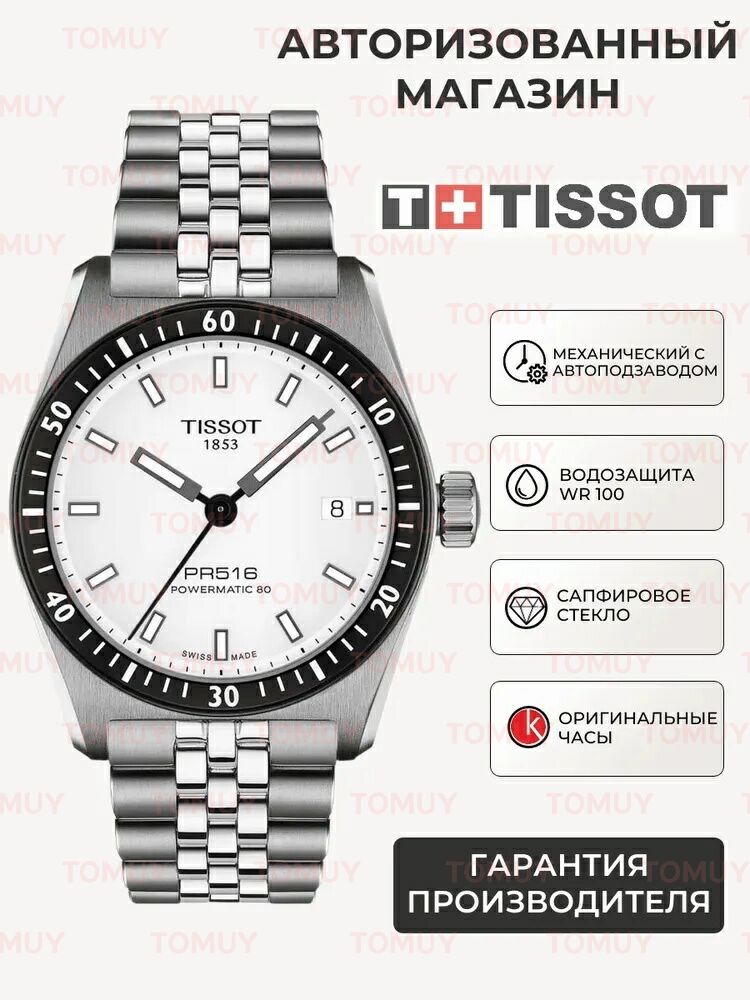 АВТОРИЗОВАННЫЙ
МАГАЗИН
T+ TISSOT
МЕХАНИЧЕСКИЙ С
АВТОПОДЗАВОДОМ
ВОДОЗАЩИТА
WR 100
САПФИРОВОЕ
СТЕКЛО
ОРИГИНАЛЬНЫЕ
ЧАСЫ
ГАРАНТИЯ
ПРОИЗВОДИТЕЛЯ
60
10
20
30
40
50
TISSOT
1853
8
PR516
POWERMATIC 80
SWISS MADE
k
TOMUY